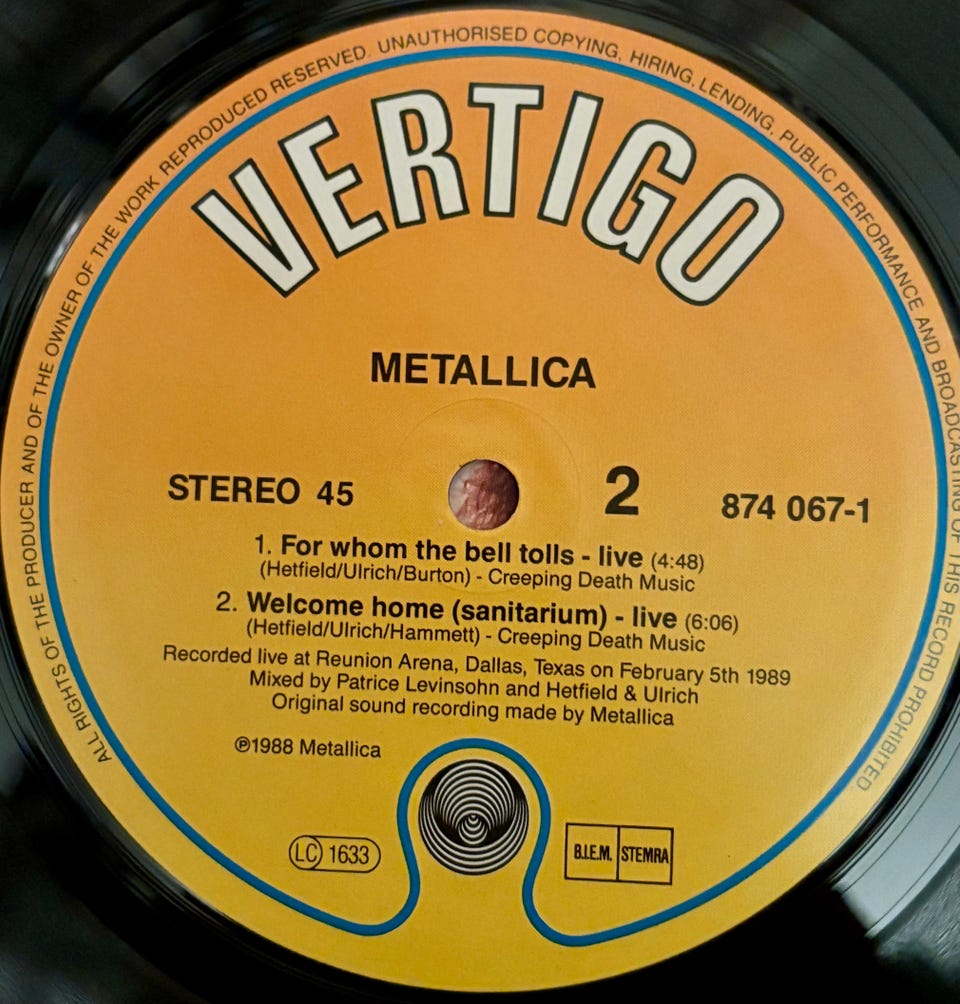 ALL RIGHTS OF THE PRODUCER AND OF THE OWNER OF THE WORK REPRODUCED RESERVED. UNAUTHORISED COPYING, HIRING, LENDING, PUBLIC PERFORMANCE AND BROADCASTING OF THIS RECORD PROHIBITED
VERTIGO
METALLICA
STEREO 45 2 874 067-1
1. For whom the bell tolls - live (4:48)
(Hetfield/Ulrich/Burton) - Creeping Death Music
2. Welcome home (sanitarium) - live (6:06)
(Hetfield/Ulrich/Hammett) - Creeping Death Music
Recorded live at Reunion Arena, Dallas, Texas on February 5th 1989
Mixed by Patrice Levinsohn and Hetfield & Ulrich
Original sound recording made by Metallica
℗1988 Metallica
LC 1633
B.I.E.M. STEMRA